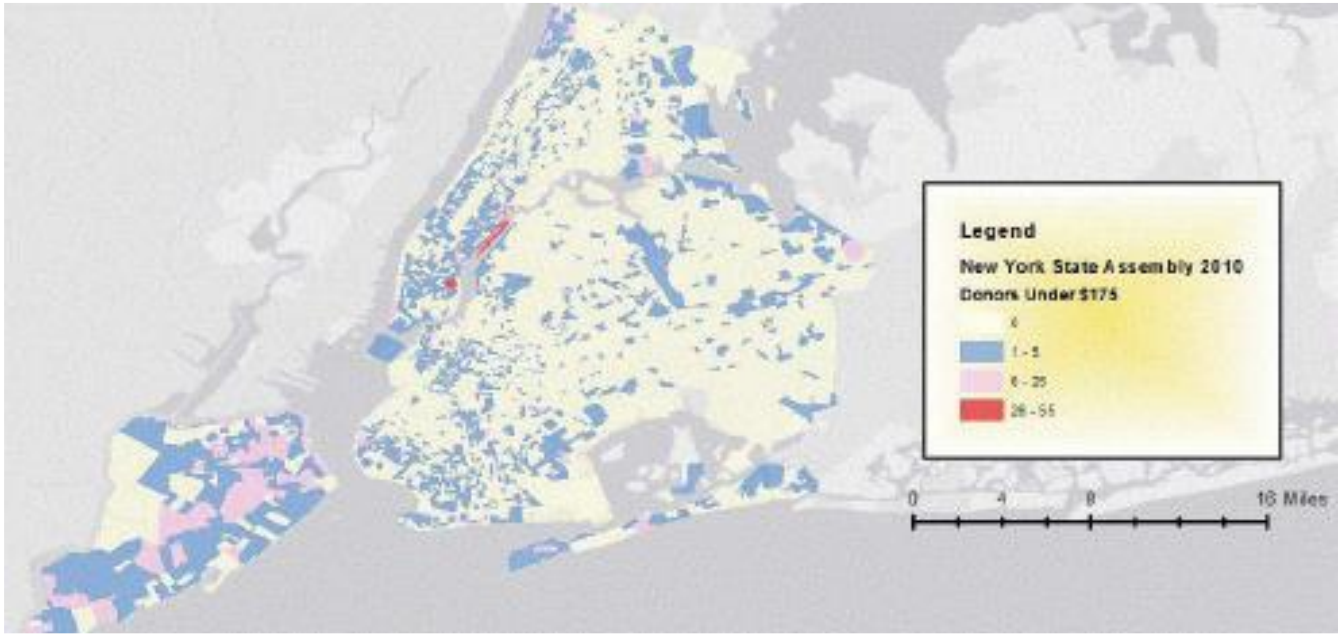 Legend
New York State Assembly 2010
Donors Under $175
0
1 - 5
6 - 25
26 - 55
0 4 8 16 Miles